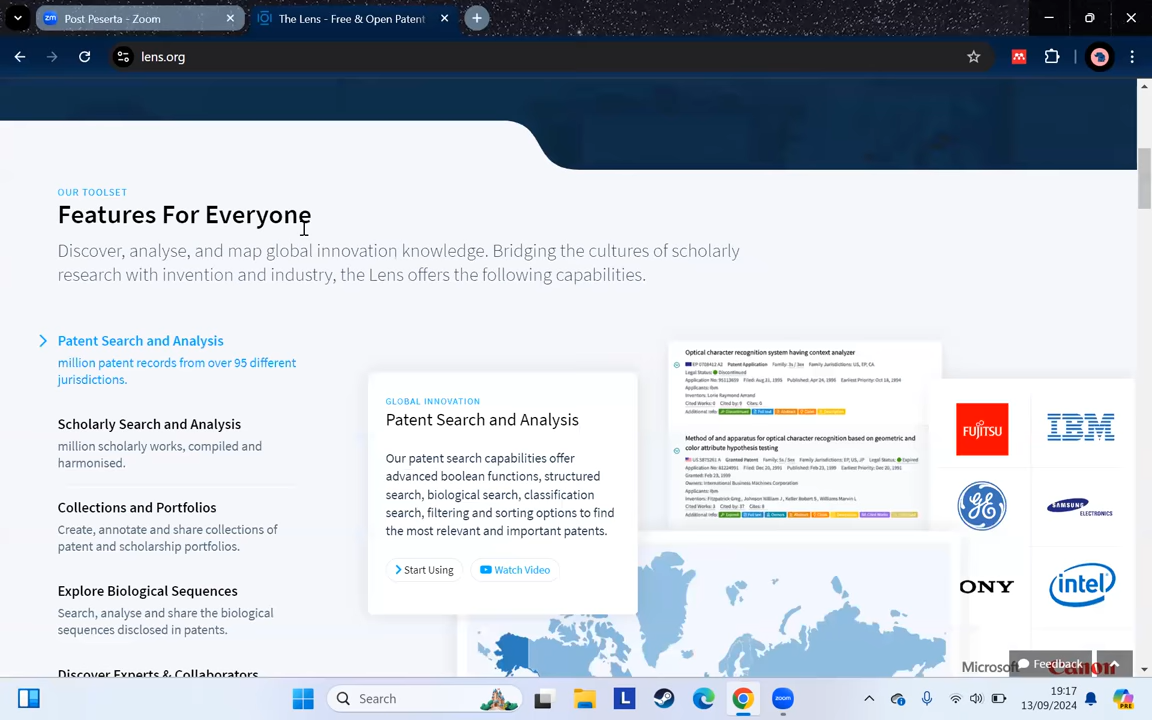 Post Peserta - Zoom
The Lens - Free & Open Patent
lens.org
OUR TOOLSET
Features For Everyone
Discover, analyse, and map global innovation knowledge. Bridging the cultures of scholarly
research with invention and industry, the Lens offers the following capabilities.
Patent Search and Analysis
million patent records from over 95 different
jurisdictions.
Scholarly Search and Analysis
million scholarly works, compiled and
harmonised.
Collections and Portfolios
Create, annotate and share collections of
patent and scholarship portfolios.
Explore Biological Sequences
Search, analyse and share the biological
sequences disclosed in patents.
Discover Experts & Collaborators
GLOBAL INNOVATION
Patent Search and Analysis
Our patent search capabilities offer
advanced boolean functions, structured
search, biological search, classification
search, filtering and sorting options to find
the most relevant and important patents.
Start Using
Watch Video
Optical character recognition system having context analyzer
Method of and apparatus for optical character recognition based on geometric and
color attribute hypothesis testing
FUJITSU
IBM
GE
SAMSUNG
ELECTRONICS
ONY
intel
Microsoft
Canon
Feedback
Search
L
zoom
19:17
13/09/2024
PRE